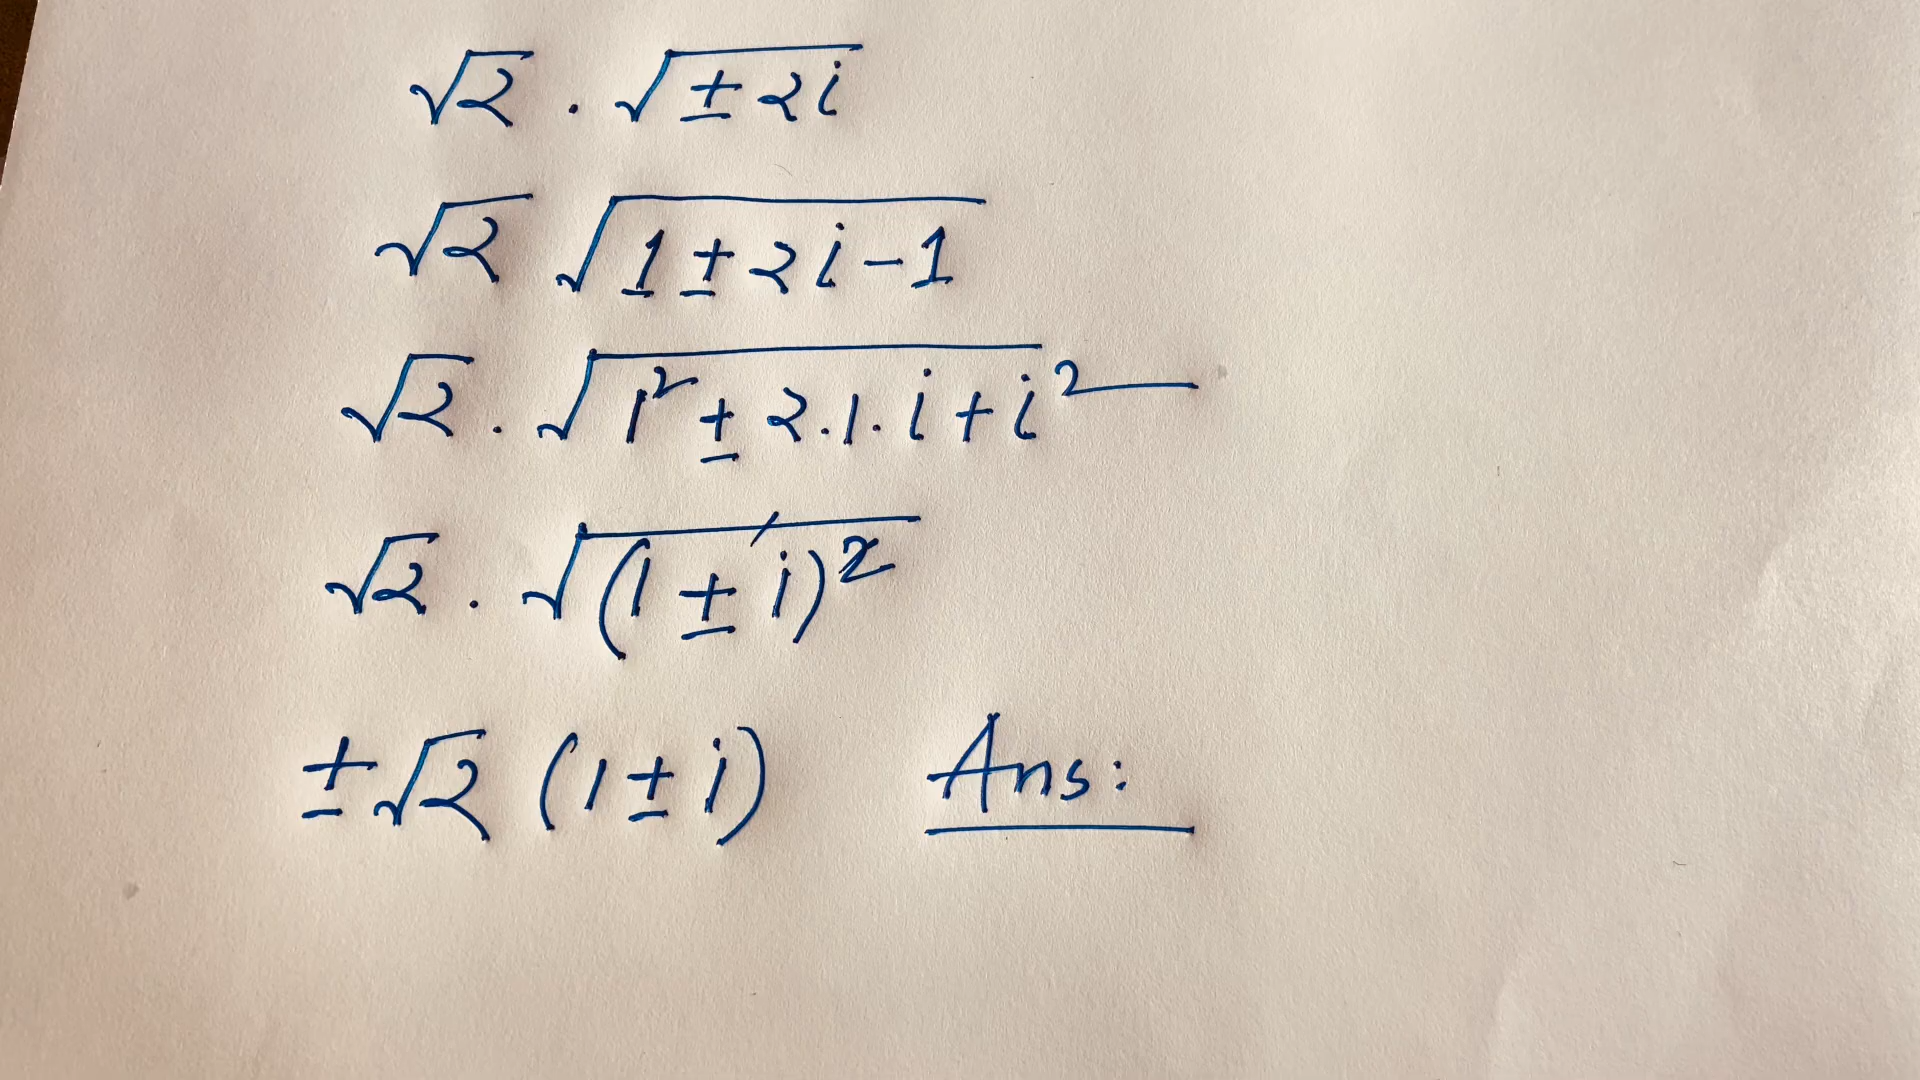 √2 . √(± 2i)
√2 √(1 ± 2i - 1)
√2 . √(1² ± 2.1.i + i²)
√2 . √((1 ± i)²)
± √2 (1 ± i) Ans: